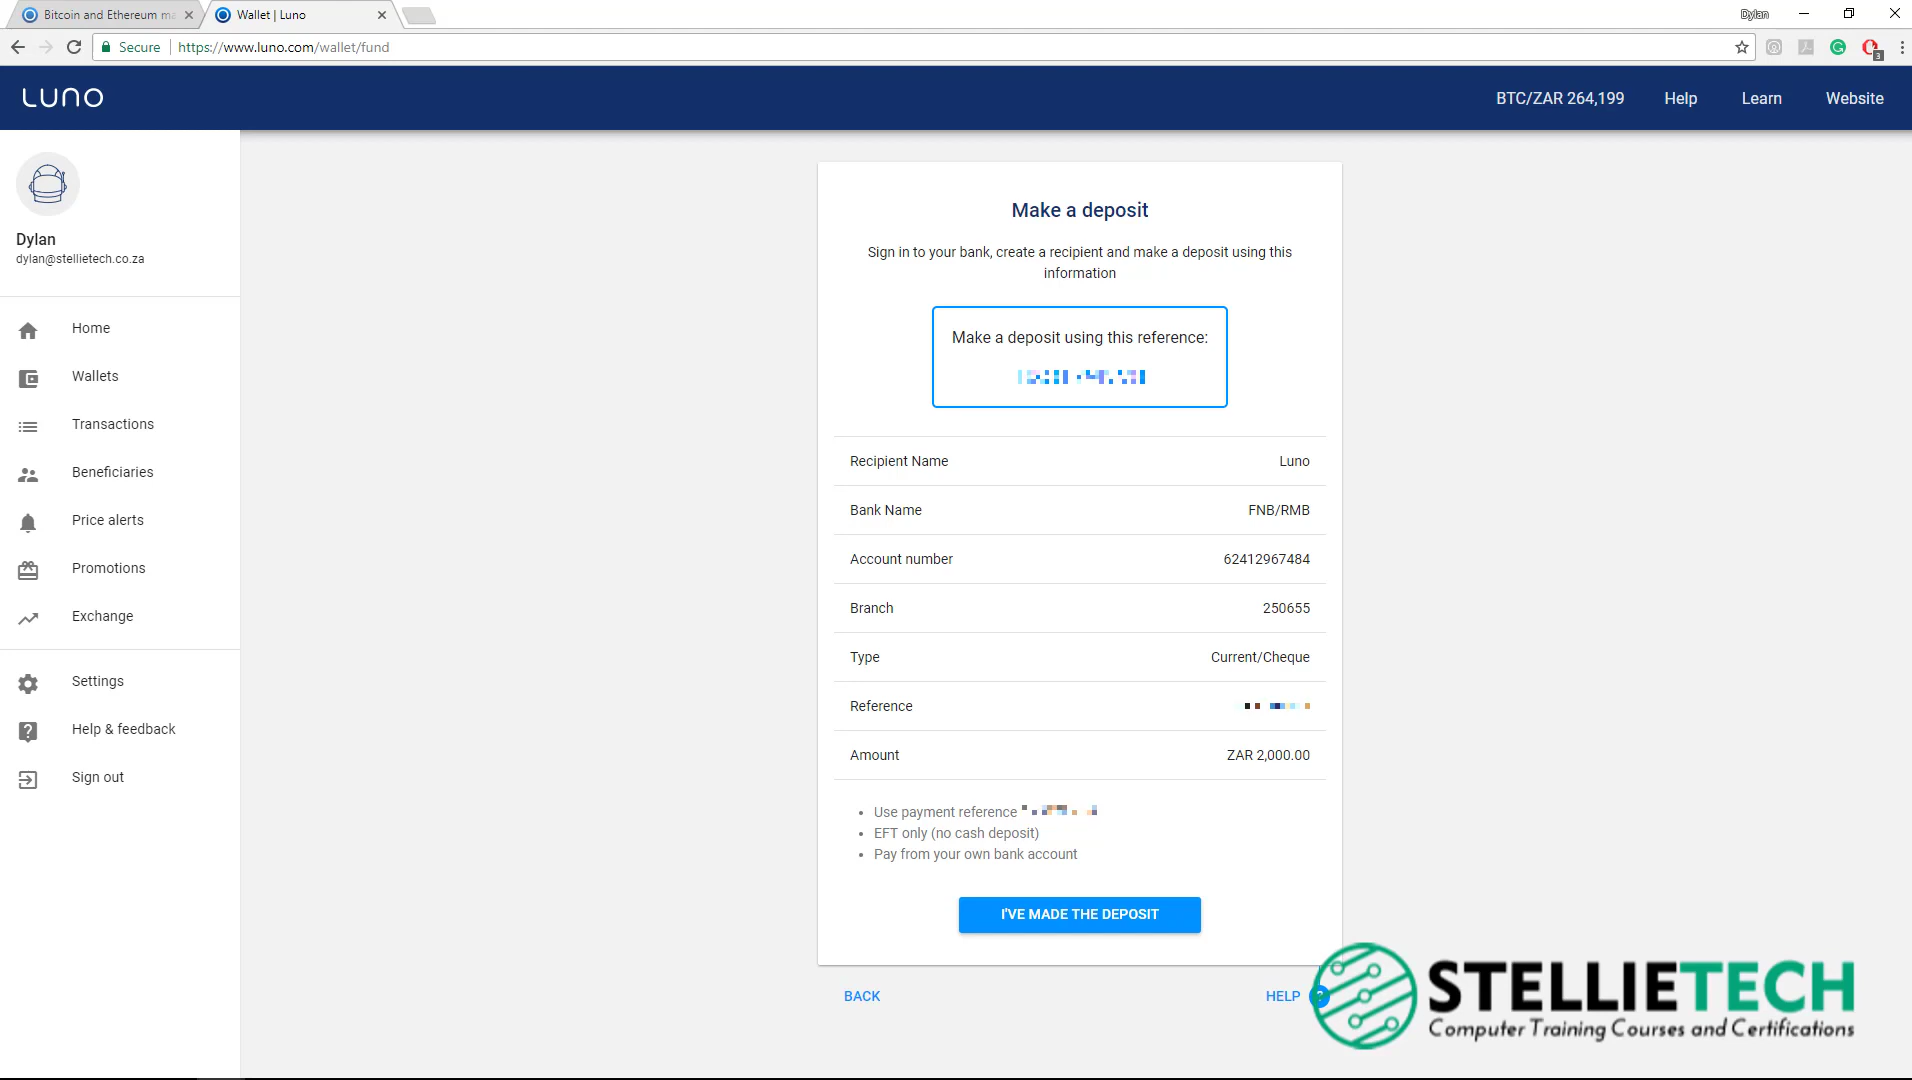 Bitcoin and Ethereum ma
Wallet | Luno
Dylan
Secure
https://www.luno.com/wallet/fund
3
LUNO
BTC/ZAR 264,199
Help
Learn
Website
Dylan
dylan@stellietech.co.za
Home
Wallets
Transactions
Beneficiaries
Price alerts
Promotions
Exchange
Settings
Help & feedback
Sign out
Make a deposit
Sign in to your bank, create a recipient and make a deposit using this
information
Make a deposit using this reference:
Recipient Name Luno
Bank Name FNB/RMB
Account number 62412967484
Branch 250655
Type Current/Cheque
Reference
Amount ZAR 2,000.00
• Use payment reference
• EFT only (no cash deposit)
• Pay from your own bank account
I'VE MADE THE DEPOSIT
BACK
HELP
STELLIETECH
Computer Training Courses and Certifications